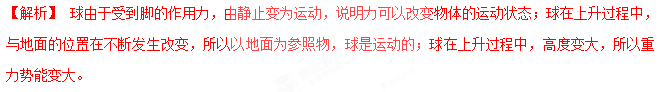 【解析】 球由于受到脚的作用力，由静止变为运动，说明力可以改变物体的运动状态；球在上升过程中，
与地面的位置在不断发生改变，所以以地面为参照物，球是运动的；球在上升过程中，高度变大，所以重
力势能变大。